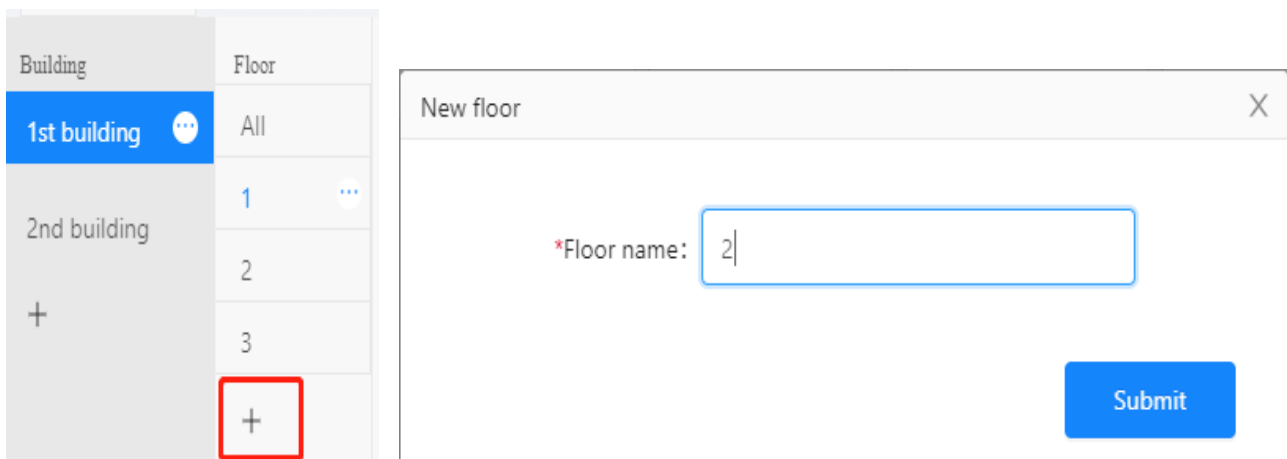 Building
Floor
1st building ...
All
1 ...
2nd building
2
+
3
+
New floor X
*Floor name: 2
Submit